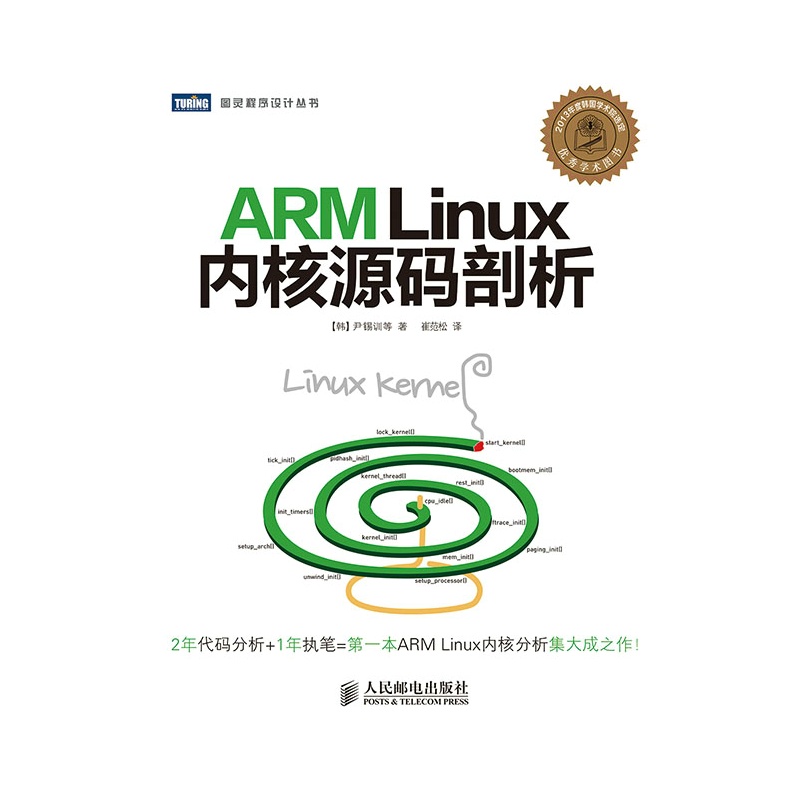 TURING 图灵程序设计丛书
2013年度韩国学术院选定
优秀学术图书
ARM Linux
内核源码剖析
【韩】尹锡训等 著 崔范松 译
Linux Kernel
lock_kernel[]
start_kernel[]
tick_init[]
pidhash_init[]
bootmem_init[]
kernel_thread[]
rest_init[]
cpu_idle[]
init_timers[]
ftrace_init[]
kernel_init[]
setup_arch[]
paging_init[]
mem_init[]
unwind_init[]
setup_processor[]
2年代码分析+1年执笔=第一本ARM Linux内核分析集大成之作!
人民邮电出版社
POSTS & TELECOM PRESS